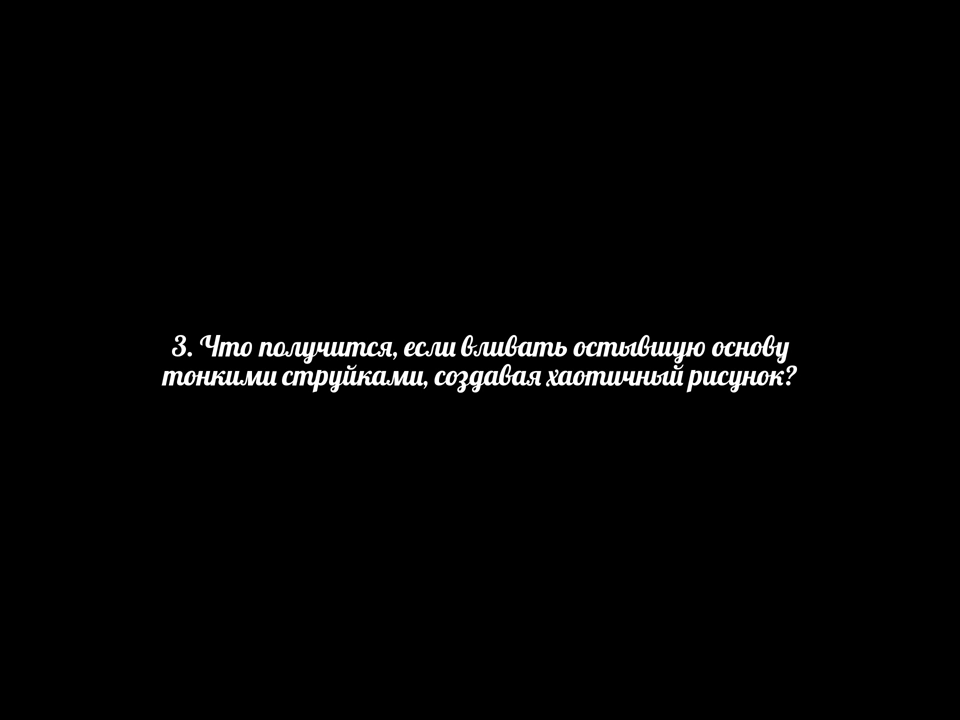 3. Что получится, если вливать остывшую основу
тонкими струйками, создавая хаотичный рисунок?